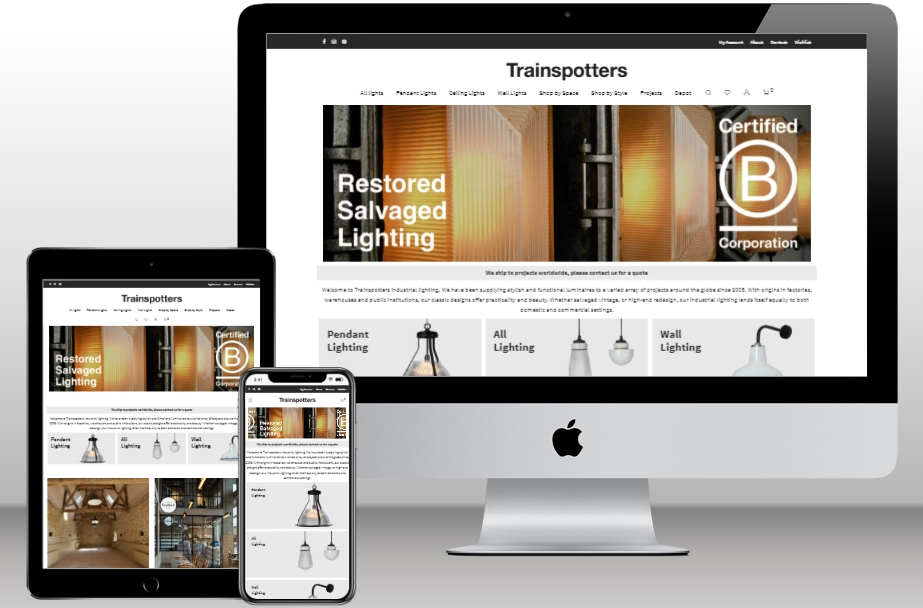 My Account About Contact Wishlist
Trainspotters
All lights Pendant Lights Ceiling Lights Wall Lights Shop by Space Shop by Style Projects Depot 0
Restored
Salvaged
Lighting
Certified
B
®
Corporation
We ship to projects worldwide, please contact us for a quote
Welcome to Trainspotters Industrial lighting. We have been supplying stylish and functional luminaires to a varied array of projects around the globe since 2003. With origins in factories,
warehouses and public institutions, our classic designs offer practicality and beauty. Whether salvaged vintage, or high-end redesign, our industrial lighting lends itself equally to both
domestic and commercial settings.
Pendant
Lighting
All
Lighting
Wall
Lighting
Trainspotters
Restored
Salvaged
Lighting
Certified
B
We ship to projects worldwide, please contact us for a quote
Pendant
Lighting
All
Lighting
Wall
Lighting
3:41
Trainspotters
Restored
Salvaged
Lighting
We ship to projects worldwide, please contact us for a quote
Pendant
Lighting
All
Lighting
Wall
Lighting